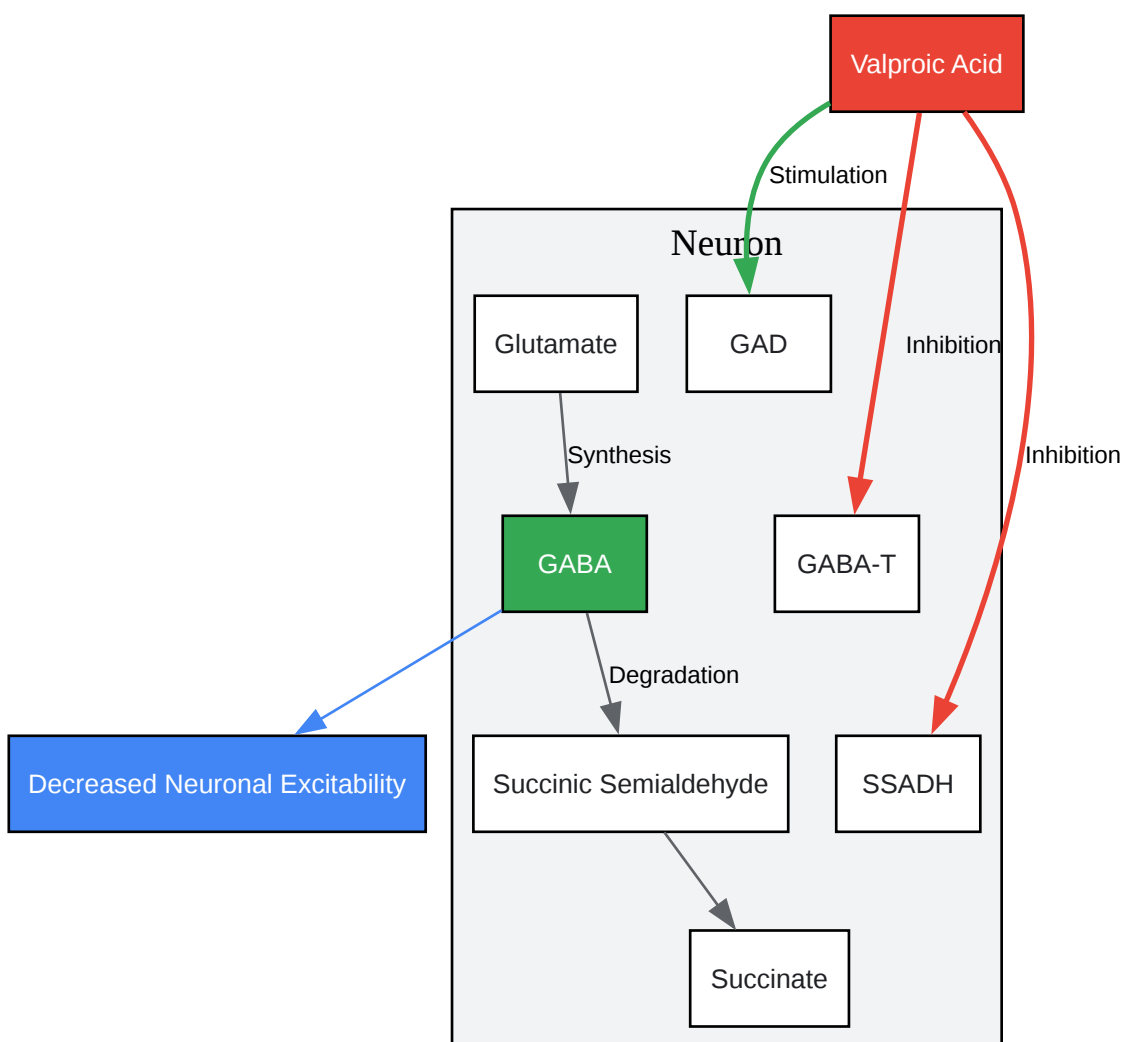 Valproic Acid
Stimulation
Neuron
Glutamate
GAD
Inhibition
Synthesis
Inhibition
GABA
GABA-T
Degradation
Decreased Neuronal Excitability
Succinic Semialdehyde
SSADH
Succinate